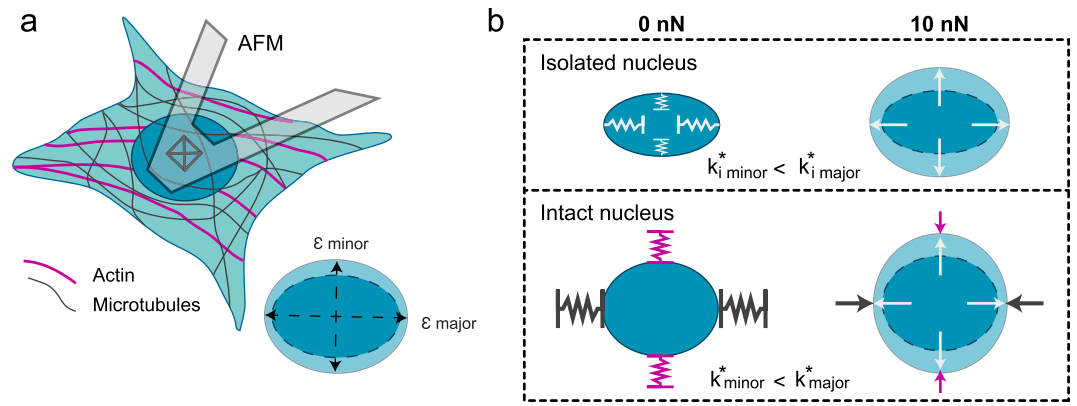 a
AFM
Actin
Microtubules
ε minor
ε major
b
0 nN
10 nN
Isolated nucleus
k*i minor < k*i major
Intact nucleus
k*minor < k*major